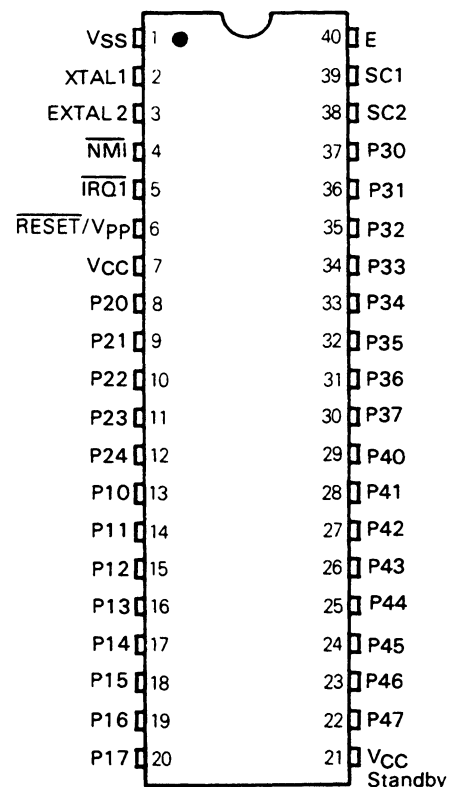 VSS 1 40 E
XTAL1 2 39 SC1
EXTAL2 3 38 SC2
NMI 4 37 P30
IRQ1 5 36 P31
RESET/VPP 6 35 P32
VCC 7 34 P33
P20 8 33 P34
P21 9 32 P35
P22 10 31 P36
P23 11 30 P37
P24 12 29 P40
P10 13 28 P41
P11 14 27 P42
P12 15 26 P43
P13 16 25 P44
P14 17 24 P45
P15 18 23 P46
P16 19 22 P47
P17 20 21 VCC
Standby